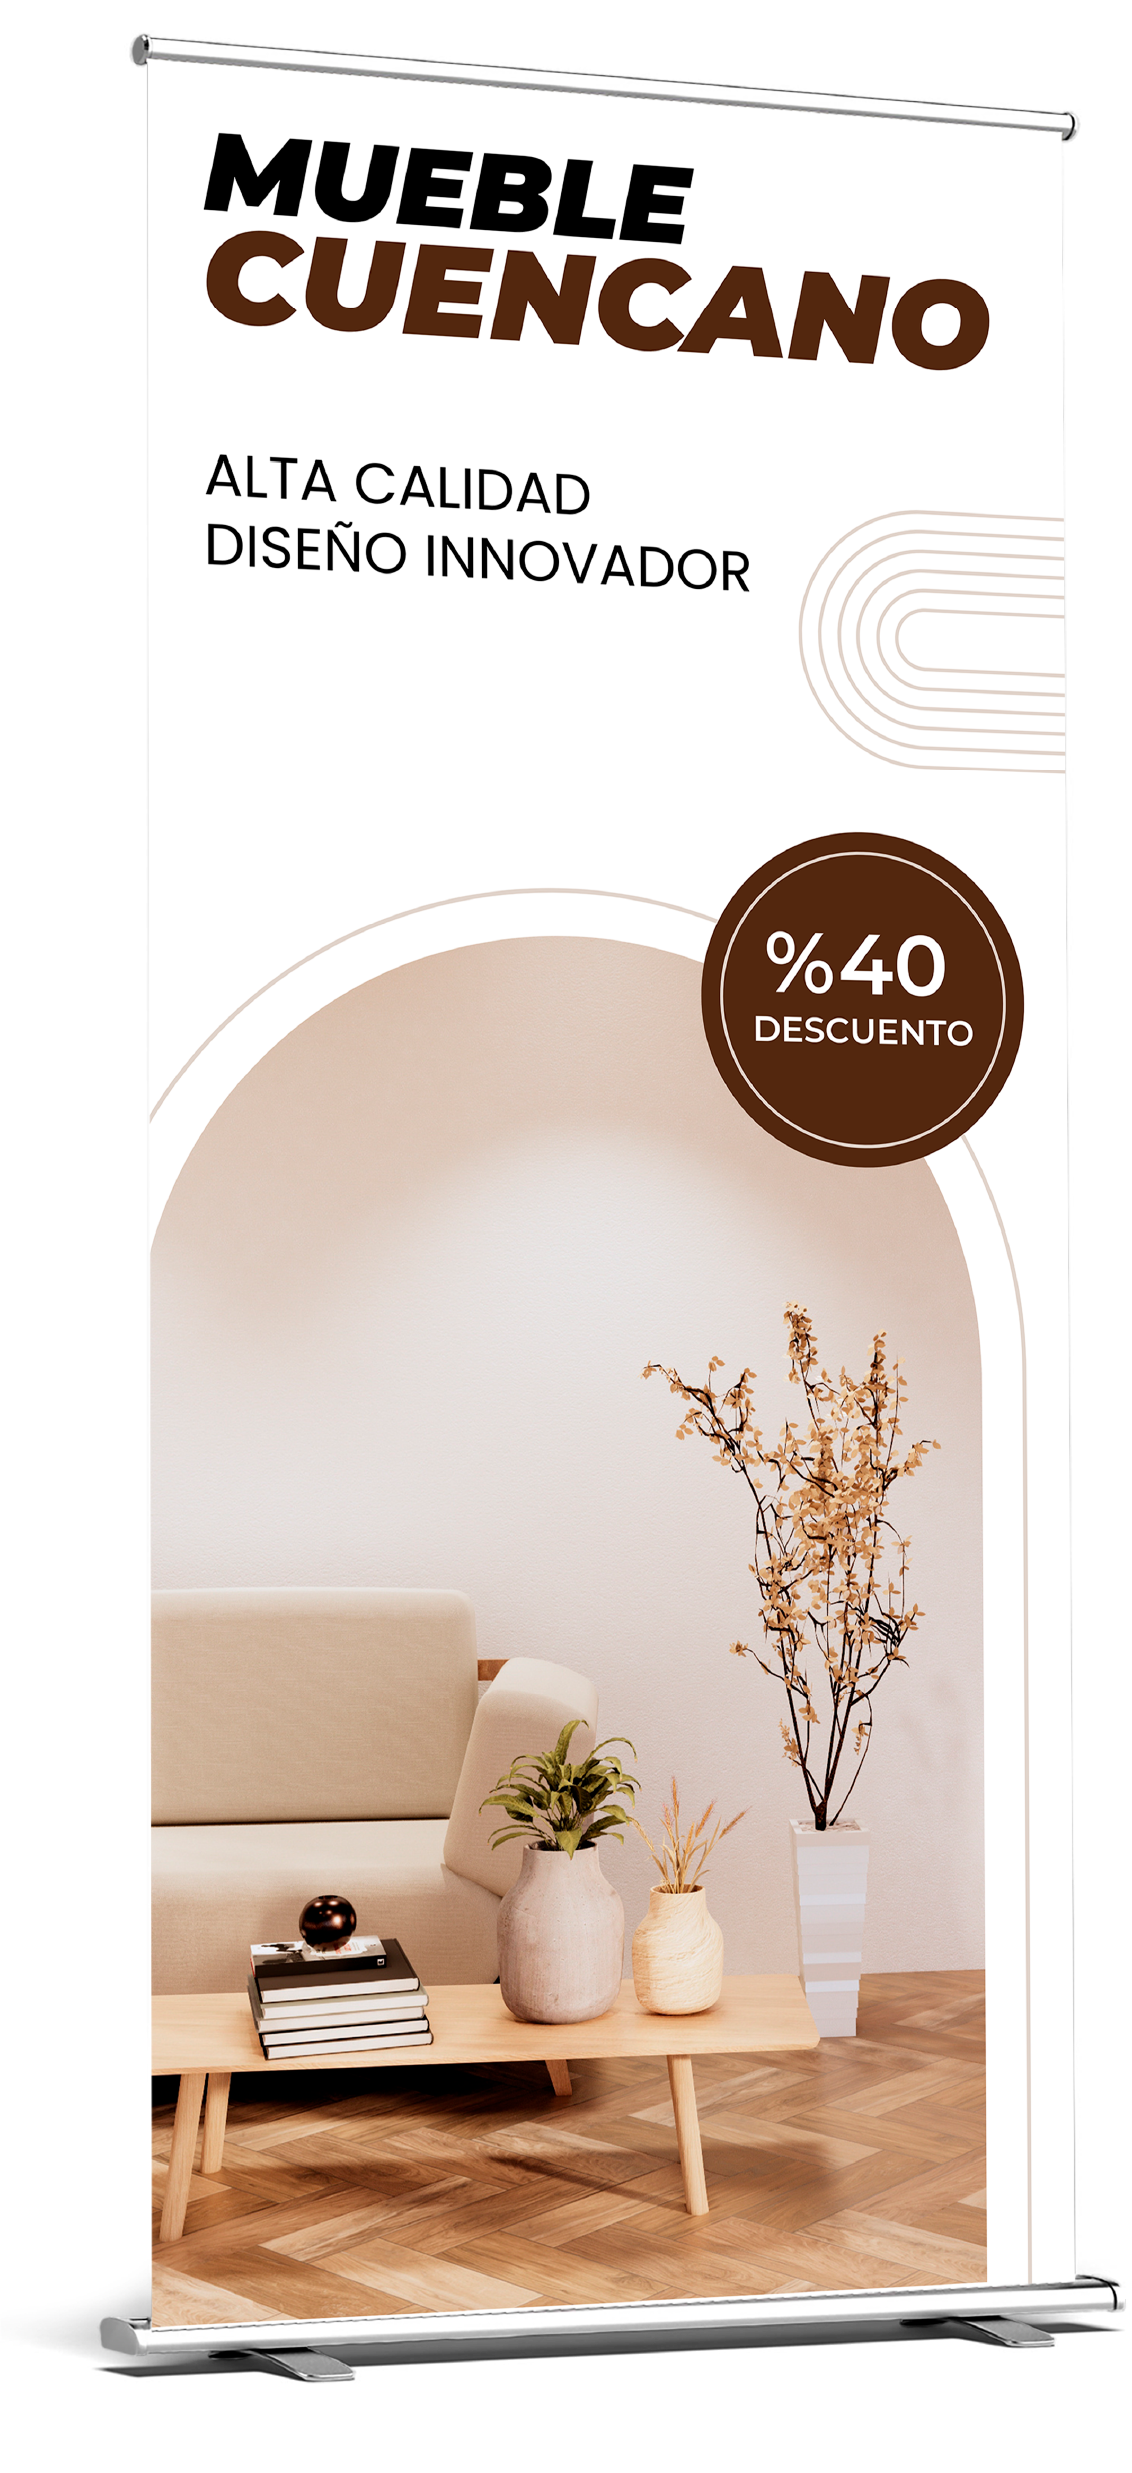 MUEBLE
CUENCANO
ALTA CALIDAD
DISEÑO INNOVADOR
%40
DESCUENTO